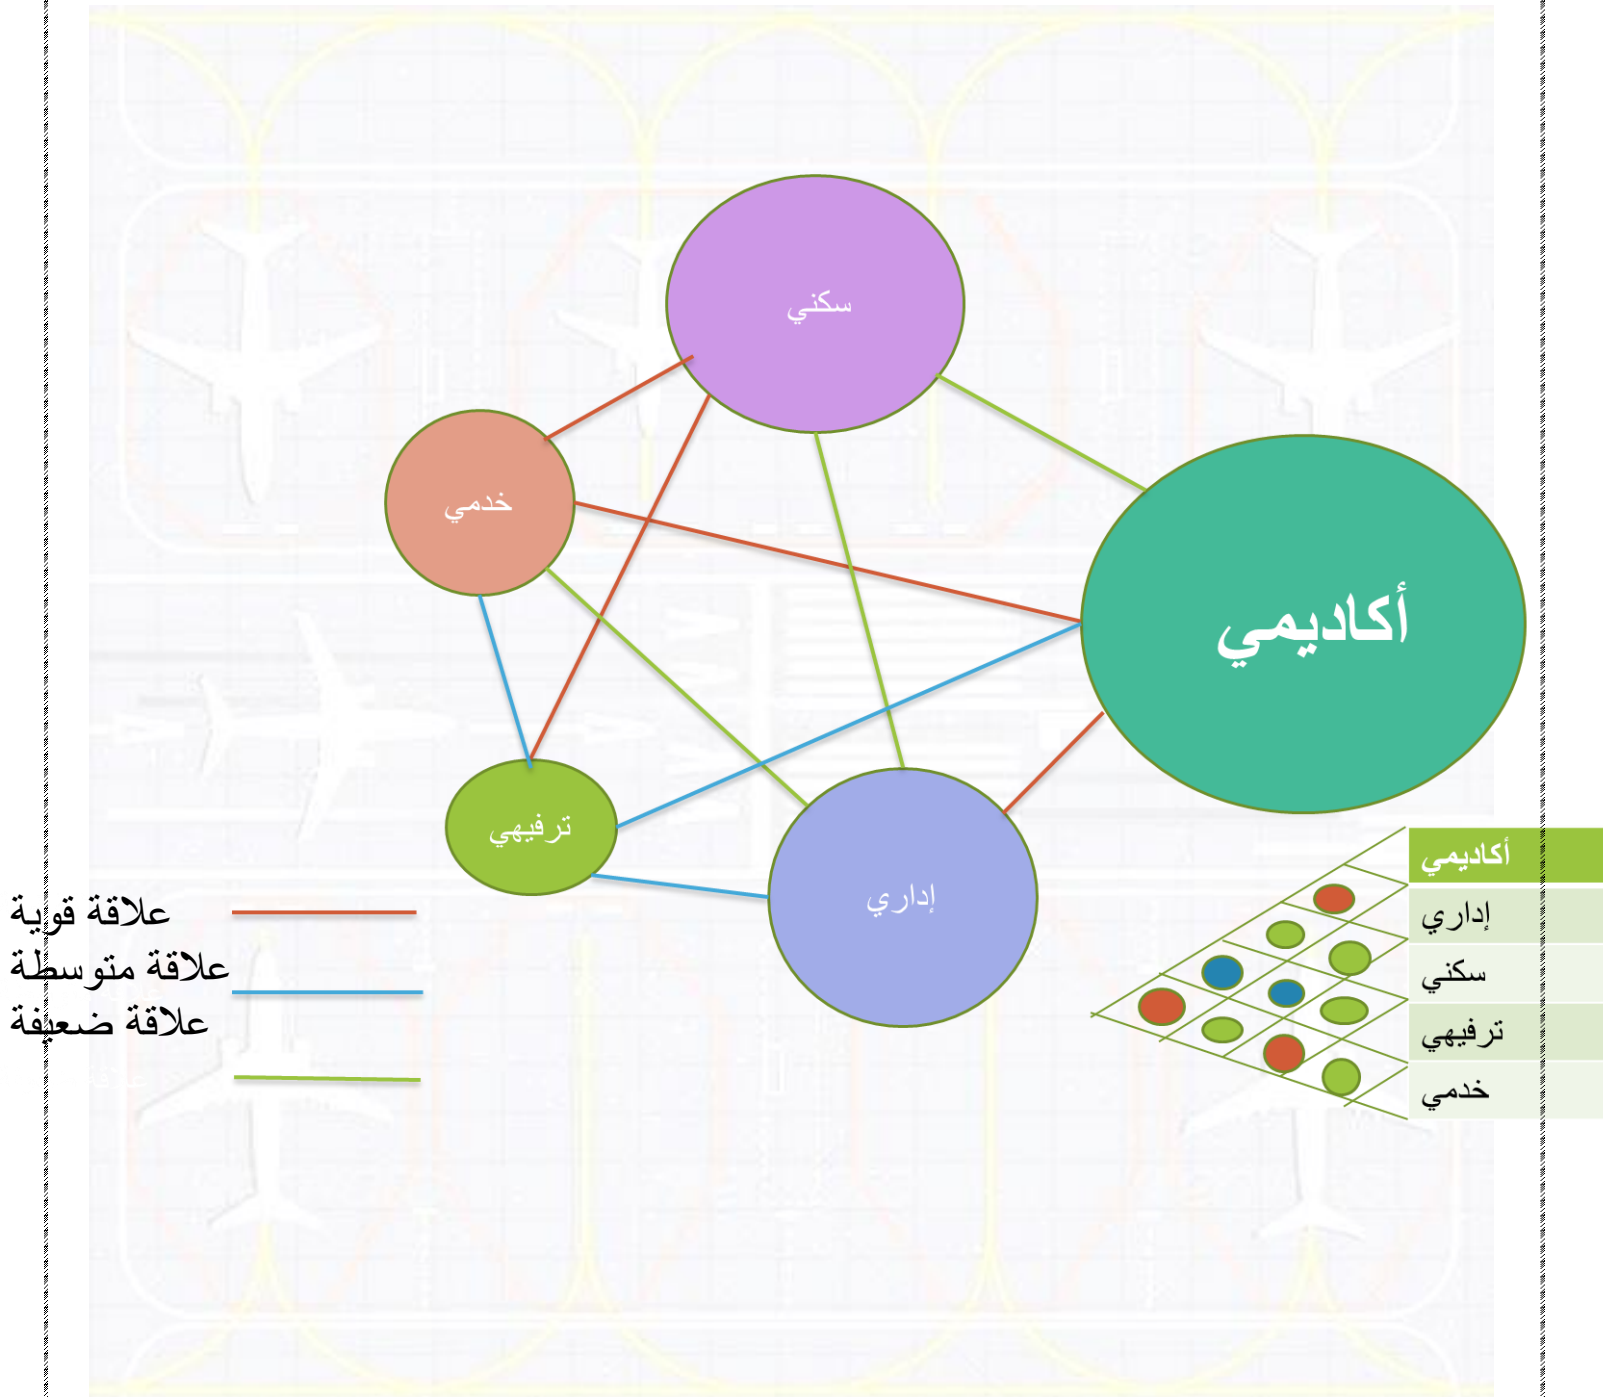 سكني
خدمي
أكاديمي
ترفيهي
إداري
علاقة قوية
علاقة متوسطة
علاقة ضعيفة
أكاديمي
إداري
سكني
ترفيهي
خدمي